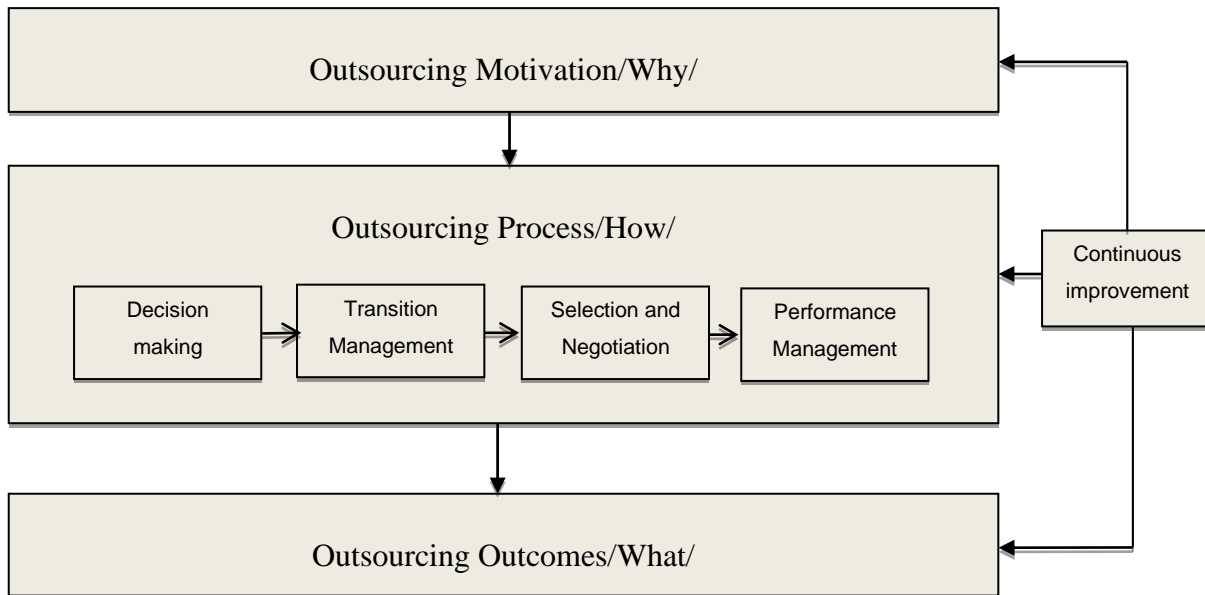 Outsourcing Motivation/Why/
Outsourcing Process/How/
Continuous
improvement
Decision
making
Transition
Management
Selection and
Negotiation
Performance
Management
Outsourcing Outcomes/What/